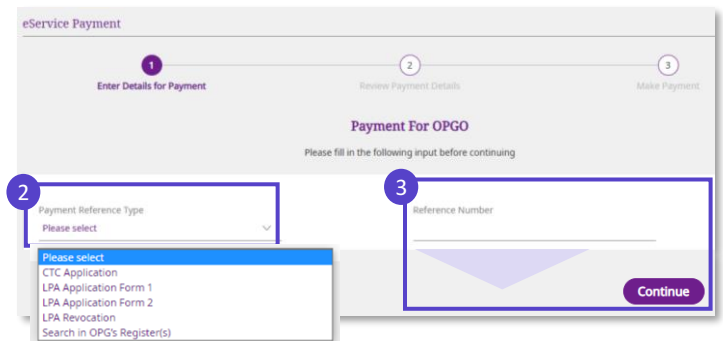 eService Payment
1
2
3
Enter Details for Payment
Review Payment Details
Make Payment
Payment For OPGO
Please fill in the following input before continuing
2
3
Payment Reference Type
Reference Number
Please select
Please select
CTC Application
LPA Application Form 1
LPA Application Form 2
LPA Revocation
Search in OPG's Register(s)
Continue